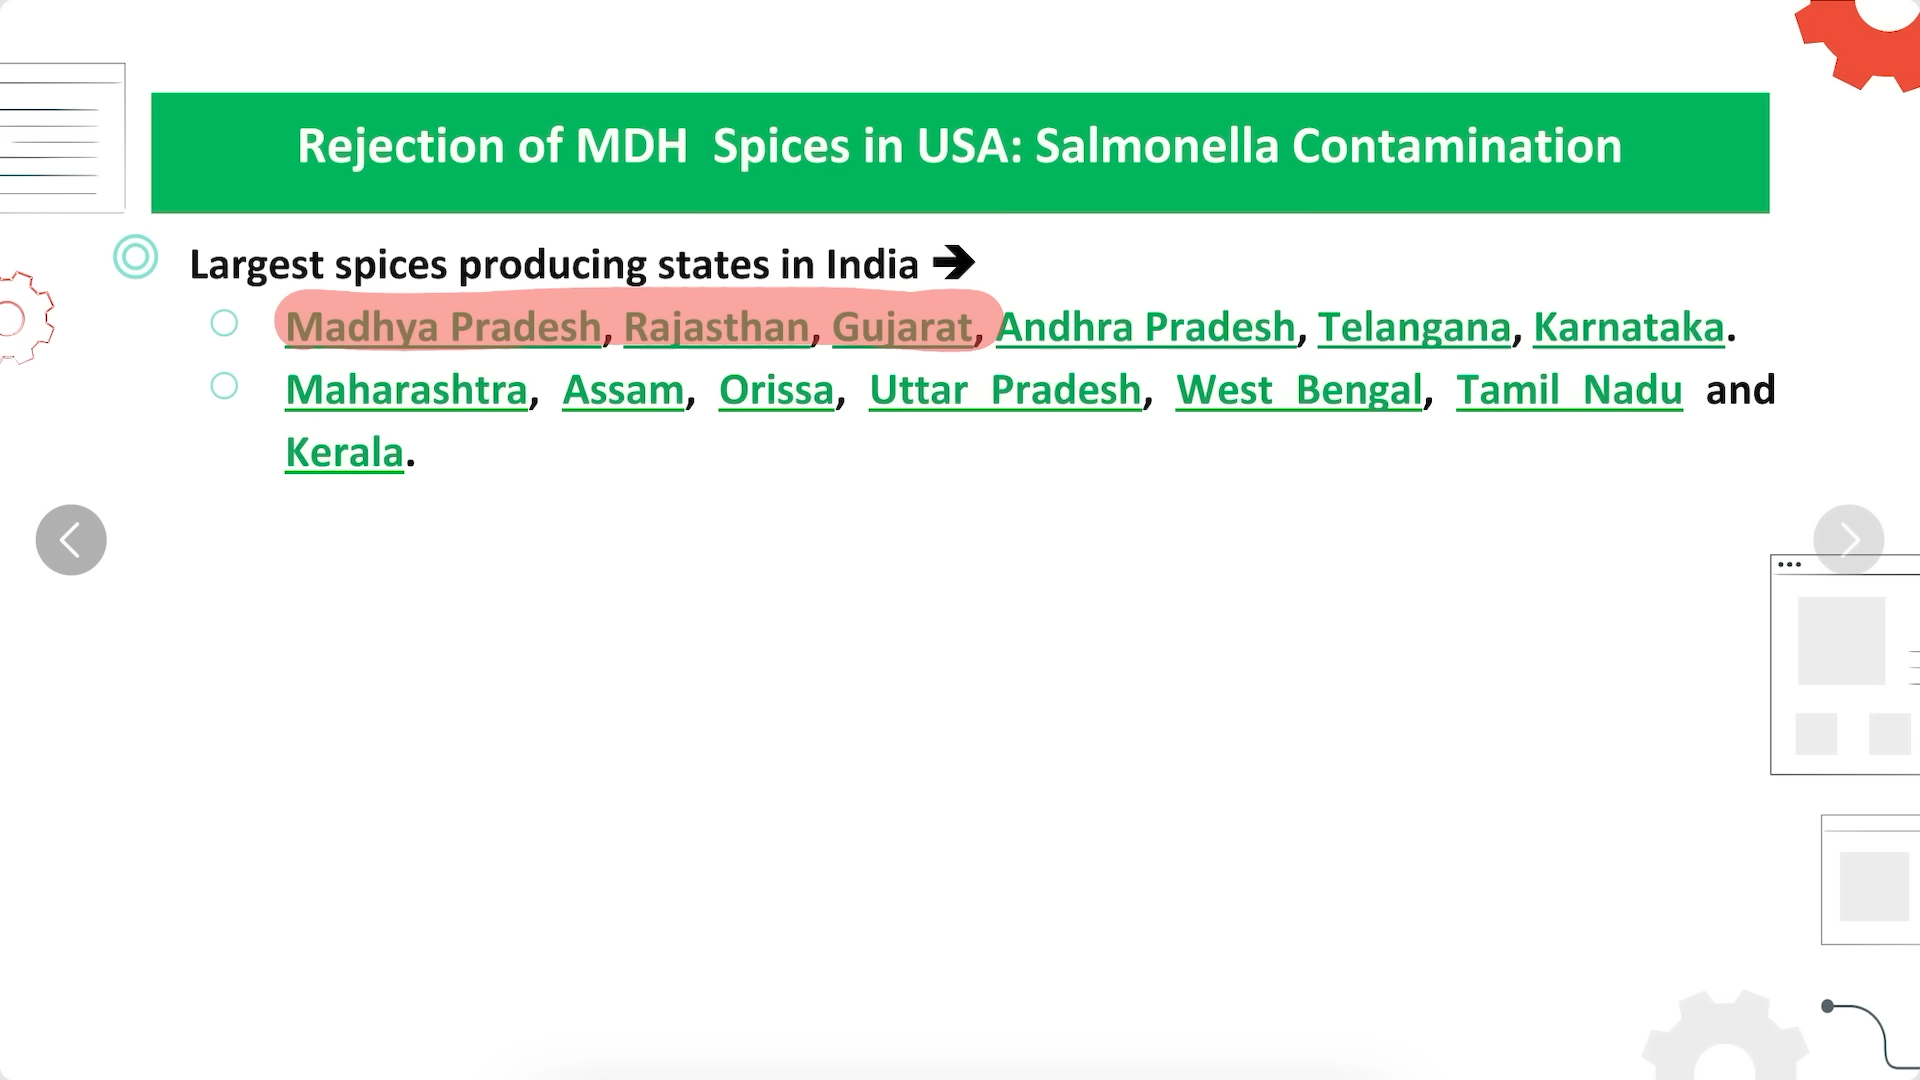 Rejection of MDH  Spices in USA: Salmonella Contamination
Largest spices producing states in India ➔
Madhya Pradesh, Rajasthan, Gujarat, Andhra Pradesh, Telangana, Karnataka.
Maharashtra, Assam, Orissa, Uttar Pradesh, West Bengal, Tamil Nadu and
Kerala.